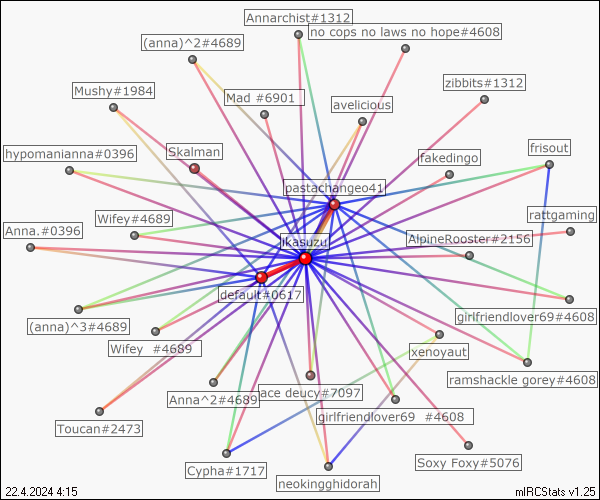 Annarchist#1312
no cops no laws no hope#4608
(anna)^2#4689
zibbits#1312
Mushy#1984
Mad #6901
avelicious
frisout
hypomanianna#0396
Skalman
fakedingo
pastachangeo41
Wifey#4689
rattgaming
Anna.#0396
jkasuzu
AlpineRooster#2156
default#0617
girlfriendlover69#4608
(anna)^3#4689
Wifey #4689
xenoyaut
ramshackle gorey#4608
Anna^2#4689
ace deucy#7097
girlfriendlover69 #4608
Toucan#2473
Cypha#1717
Soxy Foxy#5076
neokingghidorah
22.4.2024 4:15
mIRCStats v1.25